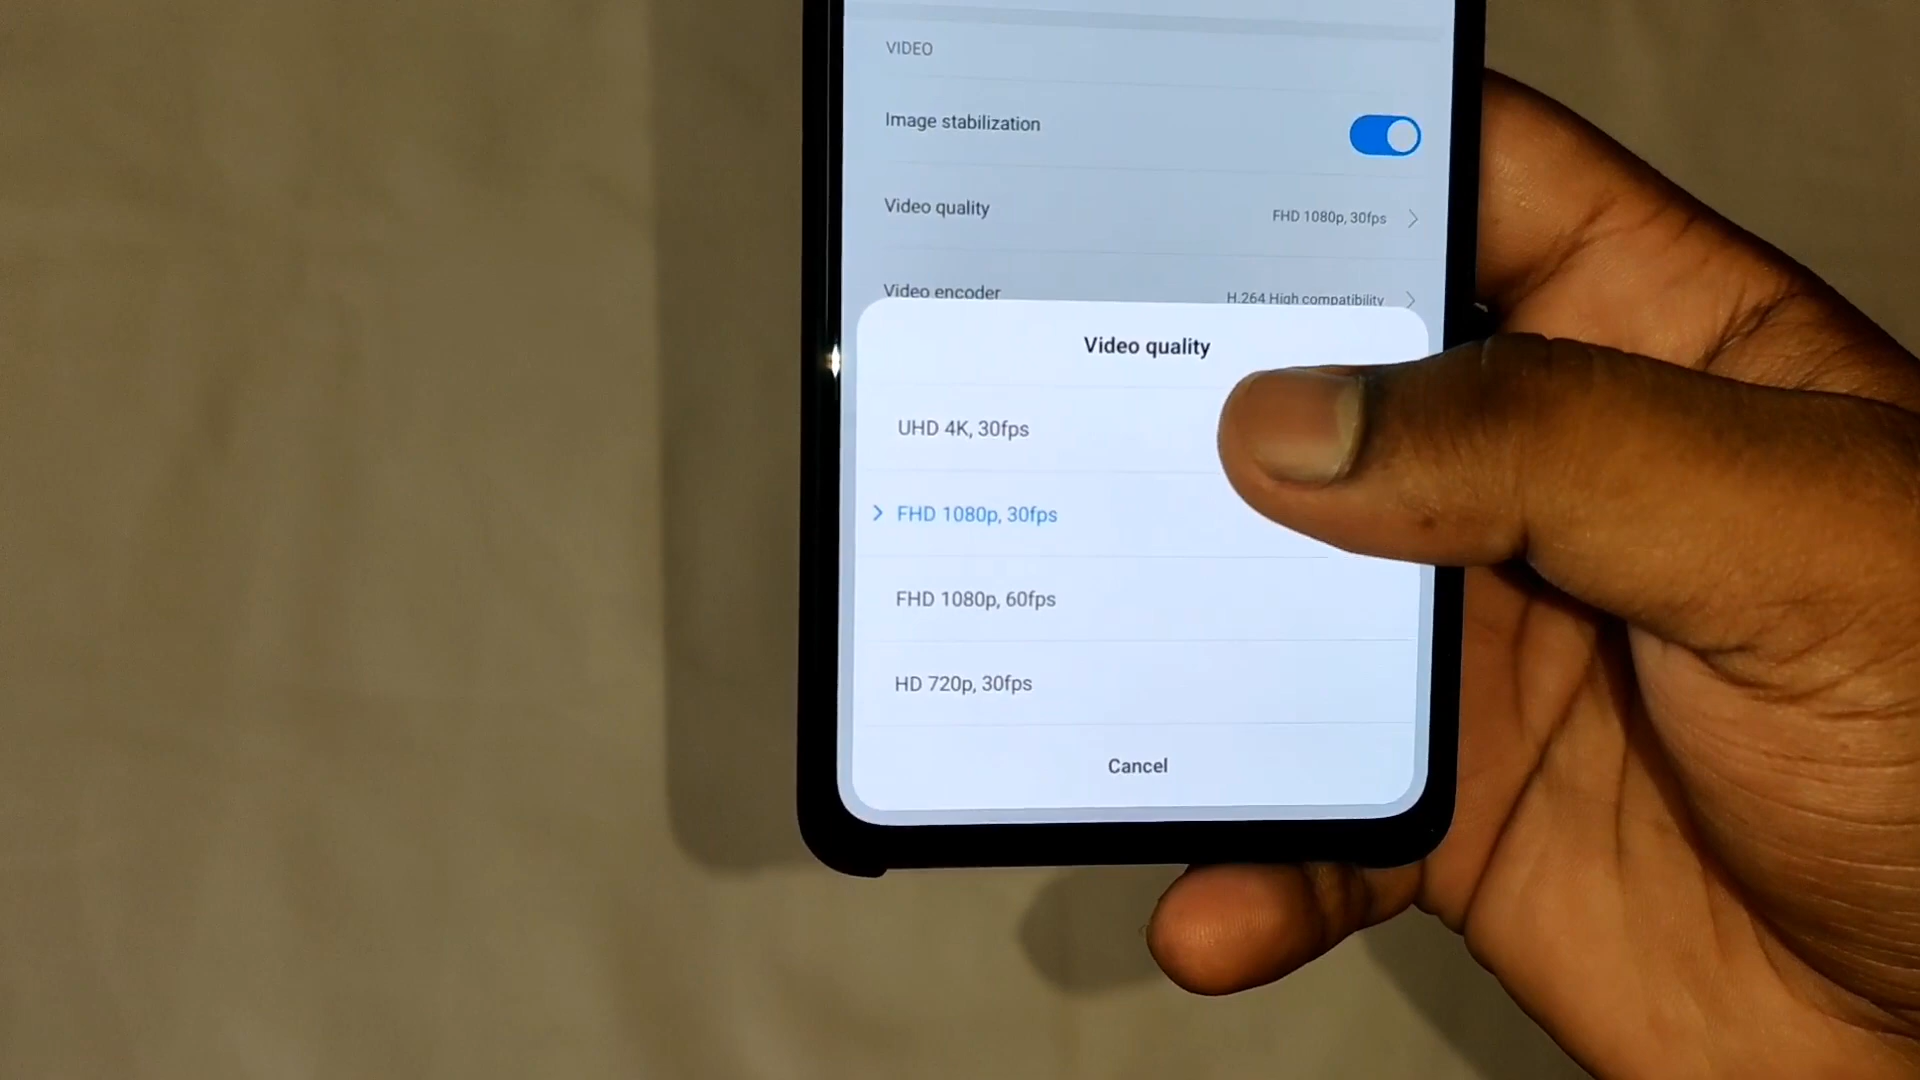 VIDEO
Image stabilization
Video quality FHD 1080p, 30fps
Video encoder H.264 High compatibility
Video quality
UHD 4K, 30fps
FHD 1080p, 30fps
FHD 1080p, 60fps
HD 720p, 30fps
Cancel